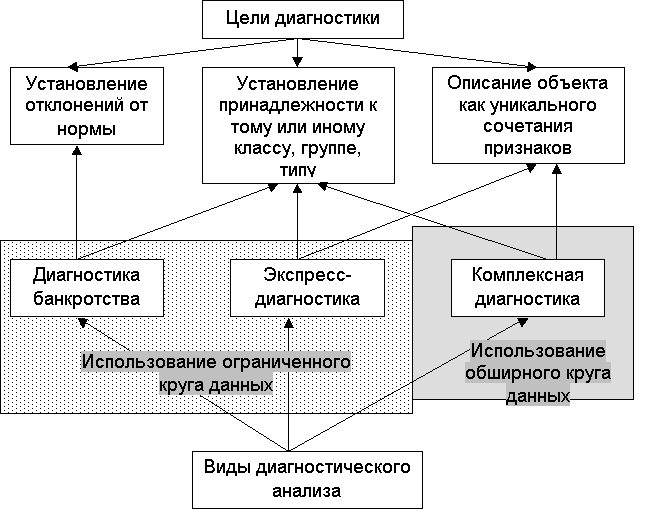 Цели диагностики
Установление
отклонений от
нормы
Установление
принадлежности к
тому или иному
классу, группе,
типу
Описание объекта
как уникального
сочетания
признаков
Диагностика
банкротства
Экспресс-
диагностика
Комплексная
диагностика
Использование ограниченного
круга данных
Использование
обширного круга
данных
Виды диагностического
анализа